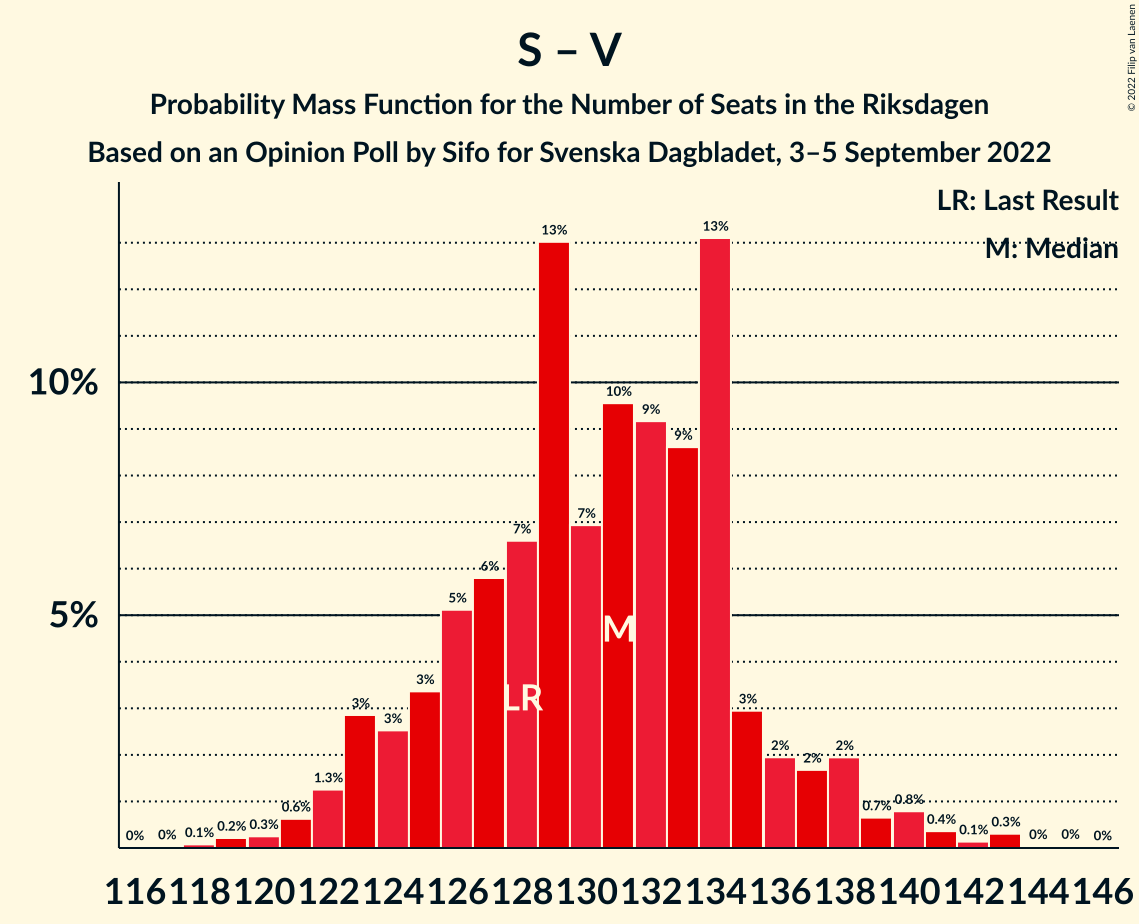 S – V
Probability Mass Function for the Number of Seats in the Riksdagen
Based on an Opinion Poll by Sifo for Svenska Dagbladet, 3–5 September 2022
© 2022 Filip van Laenen
LR: Last Result
M: Median
10%
5%
0% 0% 0.1% 0.2% 0.3% 0.6% 1.3% 3% 3% 3% 5% 6% 7% 13% 7% 10% 9% 9% 13% 3% 2% 2% 2% 0.7% 0.8% 0.4% 0.1% 0.3% 0% 0% 0%
LR
M
116 118 120 122 124 126 128 130 132 134 136 138 140 142 144 146